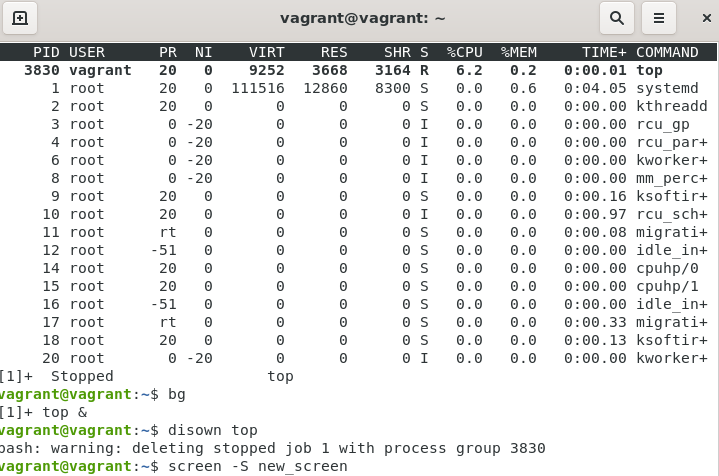 vagrant@vagrant: ~
PID USER PR NI VIRT RES SHR S %CPU %MEM TIME+ COMMAND
3830 vagrant 20 0 9252 3668 3164 R 6.2 0.2 0:00.01 top
1 root 20 0 111516 12860 8300 S 0.0 0.6 0:04.05 systemd
2 root 20 0 0 0 0 S 0.0 0.0 0:00.00 kthreadd
3 root 0 -20 0 0 0 I 0.0 0.0 0:00.00 rcu_gp
4 root 0 -20 0 0 0 I 0.0 0.0 0:00.00 rcu_par+
6 root 0 -20 0 0 0 I 0.0 0.0 0:00.00 kworker+
8 root 0 -20 0 0 0 I 0.0 0.0 0:00.00 mm_perc+
9 root 20 0 0 0 0 S 0.0 0.0 0:00.16 ksoftir+
10 root 20 0 0 0 0 I 0.0 0.0 0:00.97 rcu_sch+
11 root rt 0 0 0 0 S 0.0 0.0 0:00.08 migrati+
12 root -51 0 0 0 0 S 0.0 0.0 0:00.00 idle_in+
14 root 20 0 0 0 0 S 0.0 0.0 0:00.00 cpuhp/0
15 root 20 0 0 0 0 S 0.0 0.0 0:00.00 cpuhp/1
16 root -51 0 0 0 0 S 0.0 0.0 0:00.00 idle_in+
17 root rt 0 0 0 0 S 0.0 0.0 0:00.33 migrati+
18 root 20 0 0 0 0 S 0.0 0.0 0:00.13 ksoftir+
20 root 0 -20 0 0 0 I 0.0 0.0 0:00.00 kworker+
[1]+ Stopped top
vagrant@vagrant:~$ bg
[1]+ top &
vagrant@vagrant:~$ disown top
bash: warning: deleting stopped job 1 with process group 3830
vagrant@vagrant:~$ screen -S new_screen